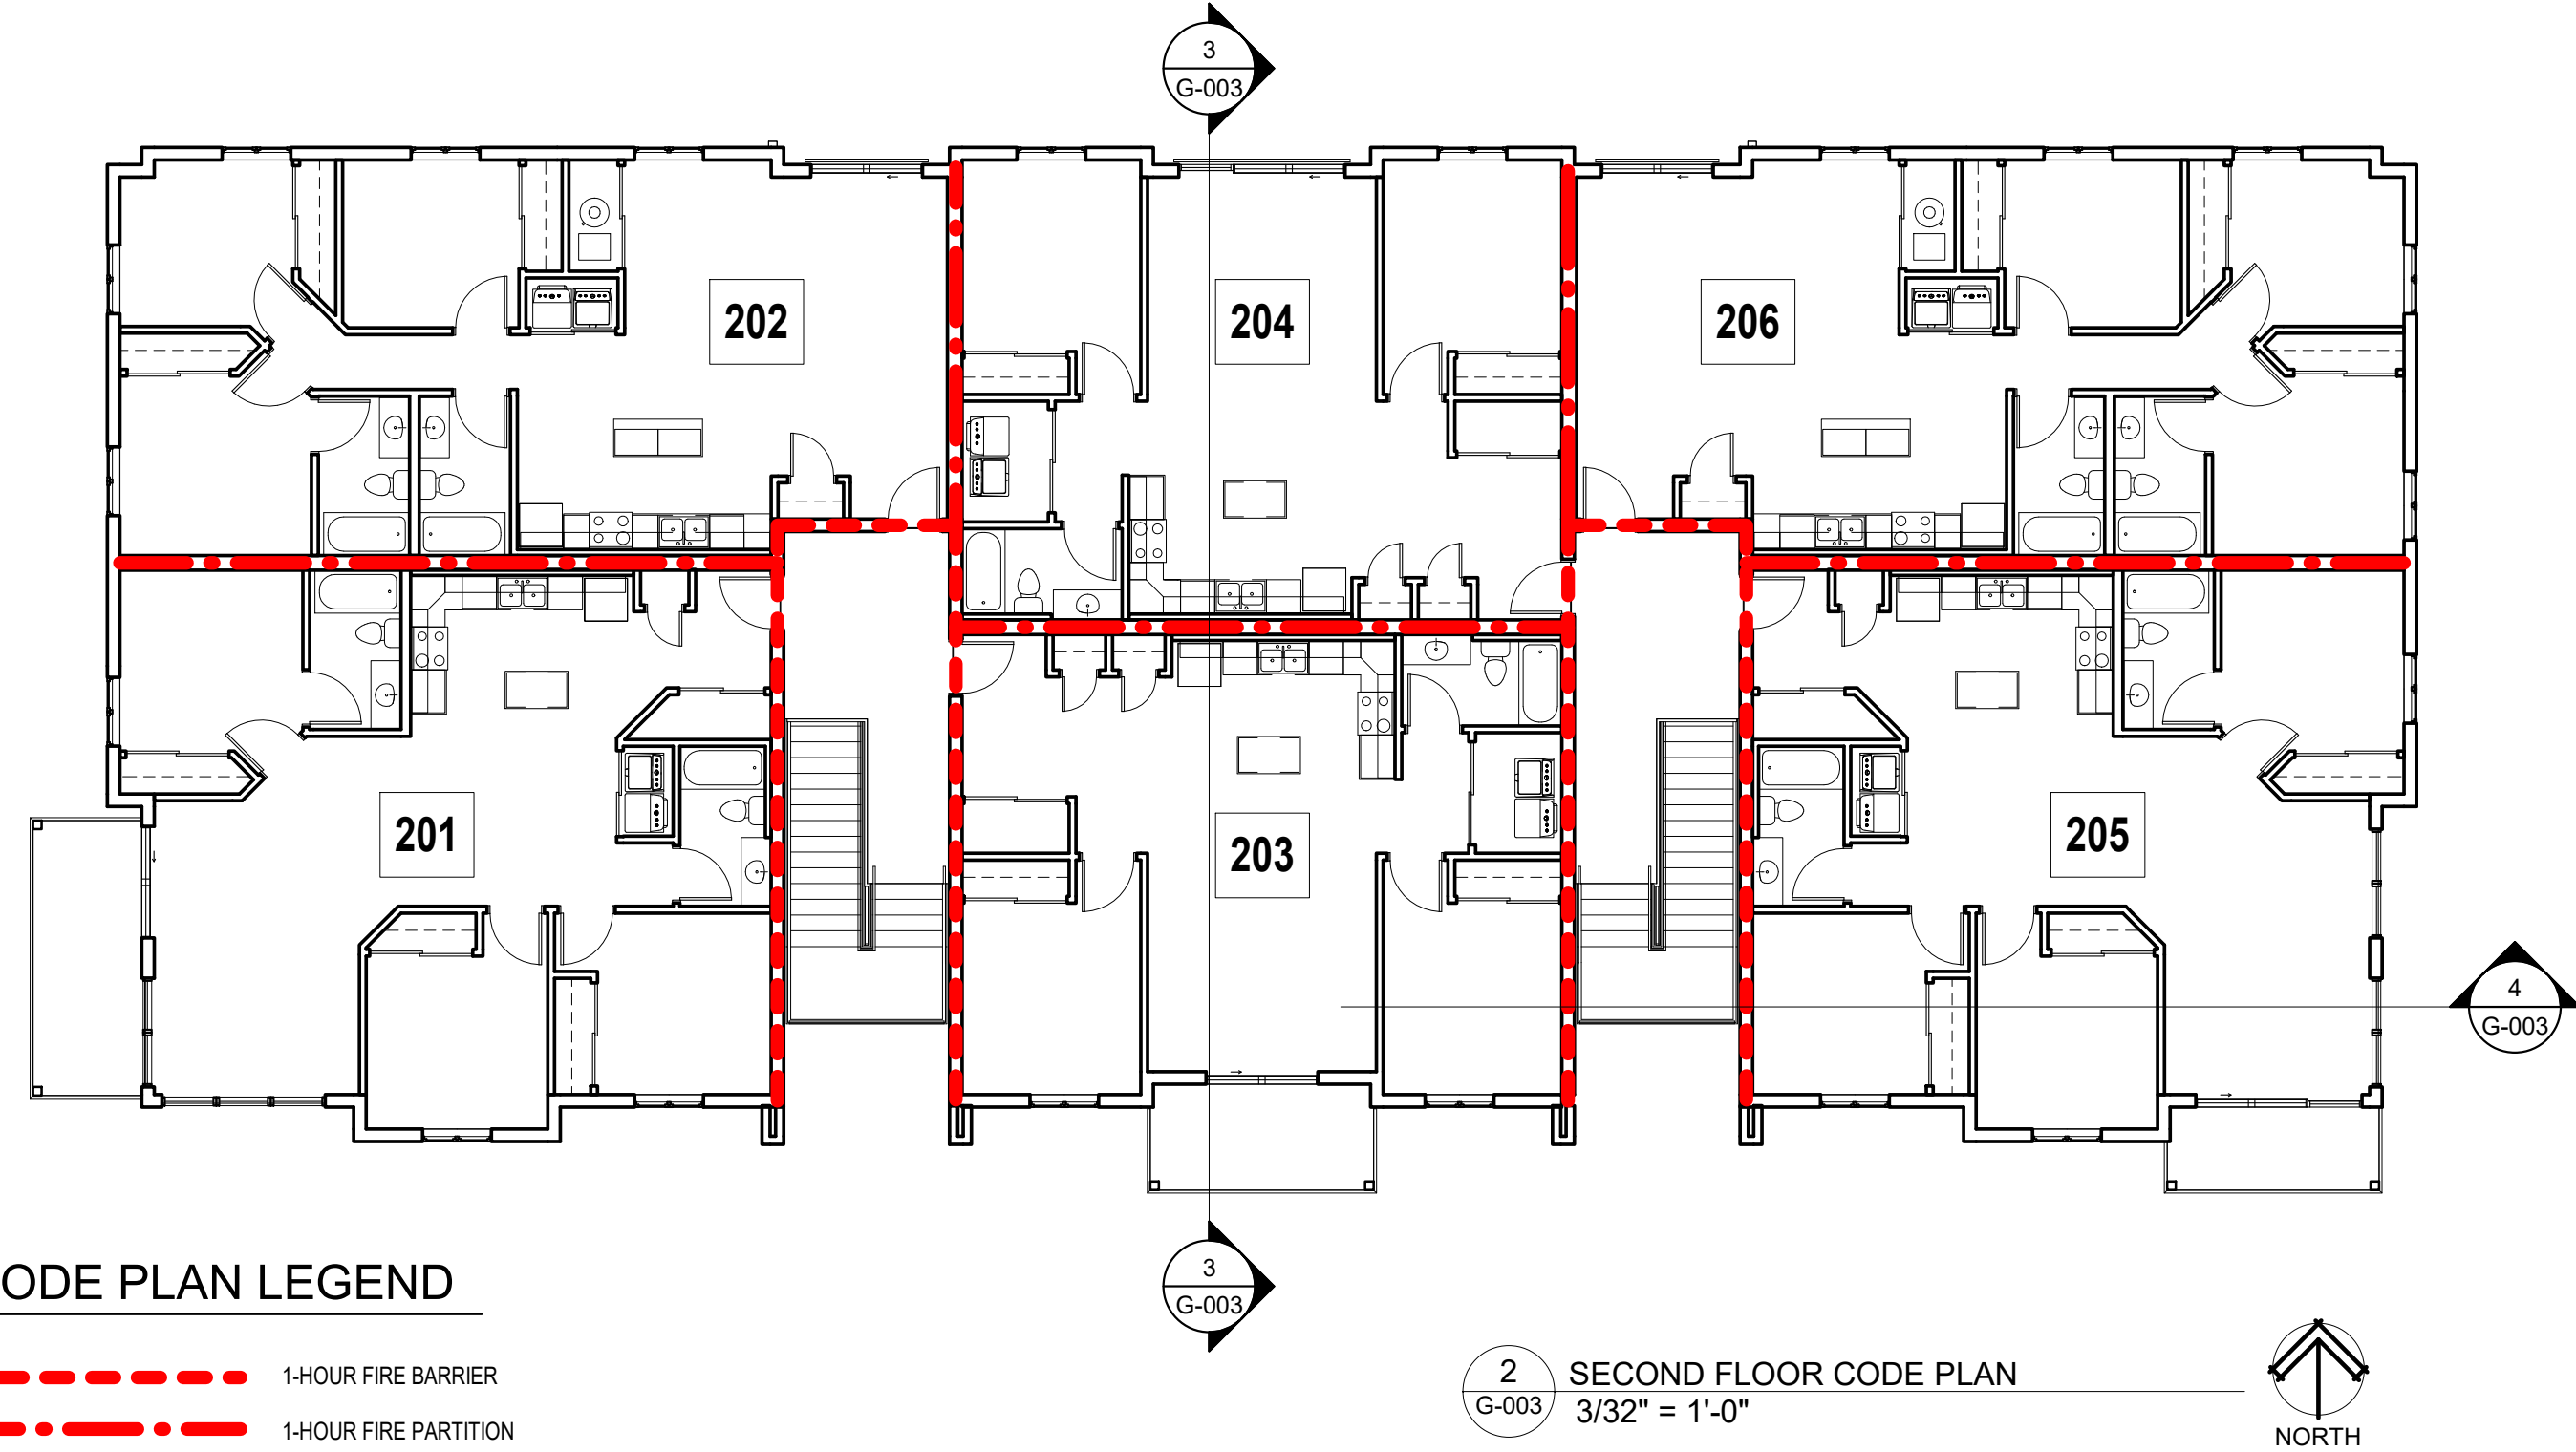 3
G-003
202
204
206
201
203
205
4
G-003
3
G-003
ODE PLAN LEGEND
1-HOUR FIRE BARRIER
1-HOUR FIRE PARTITION
2
G-003
SECOND FLOOR CODE PLAN
3/32" = 1'-0"
NORTH